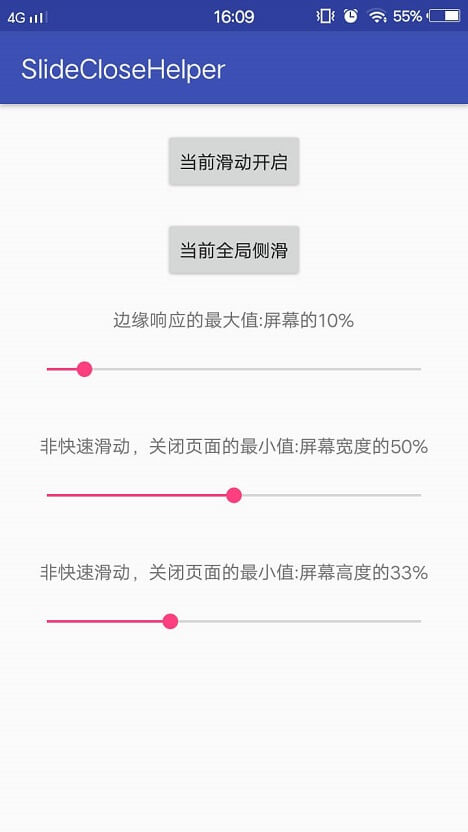 4G 16:09 55%
SlideCloseHelper
当前滑动开启
当前全局侧滑
边缘响应的最大值:屏幕的10%
非快速滑动，关闭页面的最小值:屏幕宽度的50%
非快速滑动，关闭页面的最小值:屏幕高度的33%